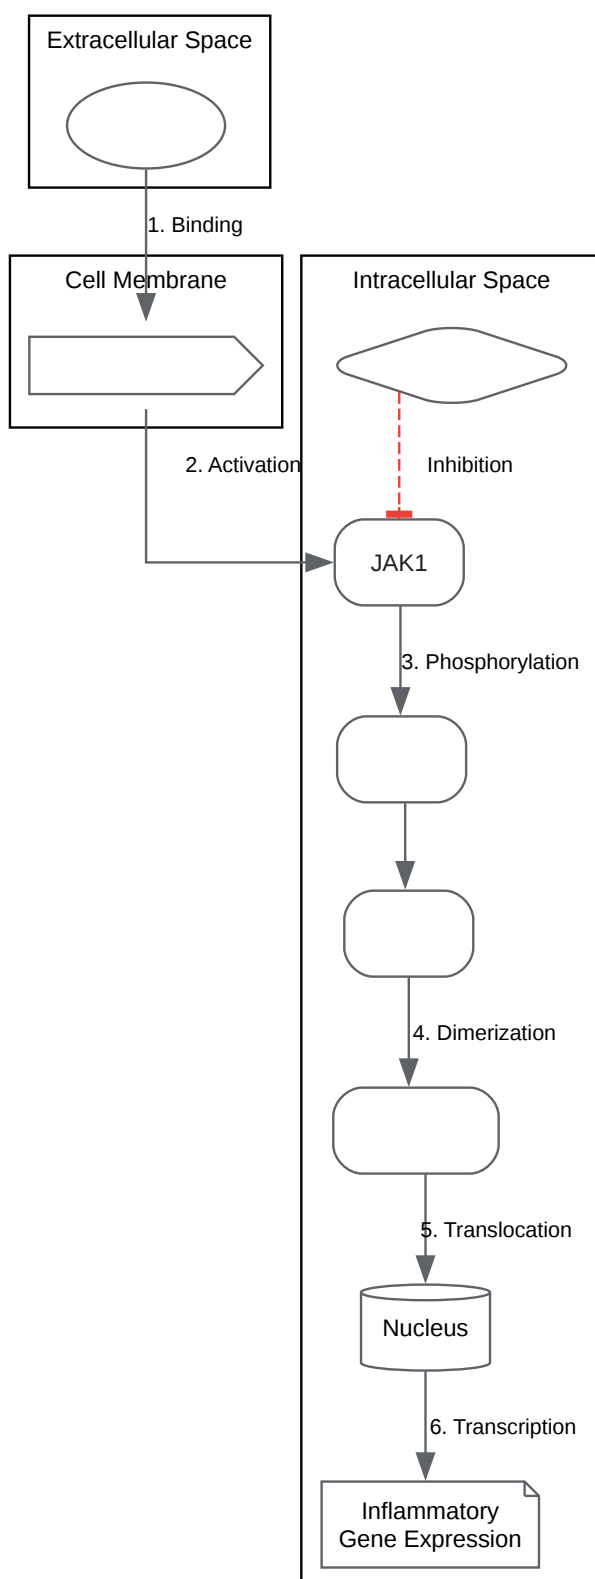 Extracellular Space
1. Binding
Cell Membrane
Intracellular Space
2. Activation
Inhibition
JAK1
3. Phosphorylation
4. Dimerization
5. Translocation
Nucleus
6. Transcription
Inflammatory
Gene Expression